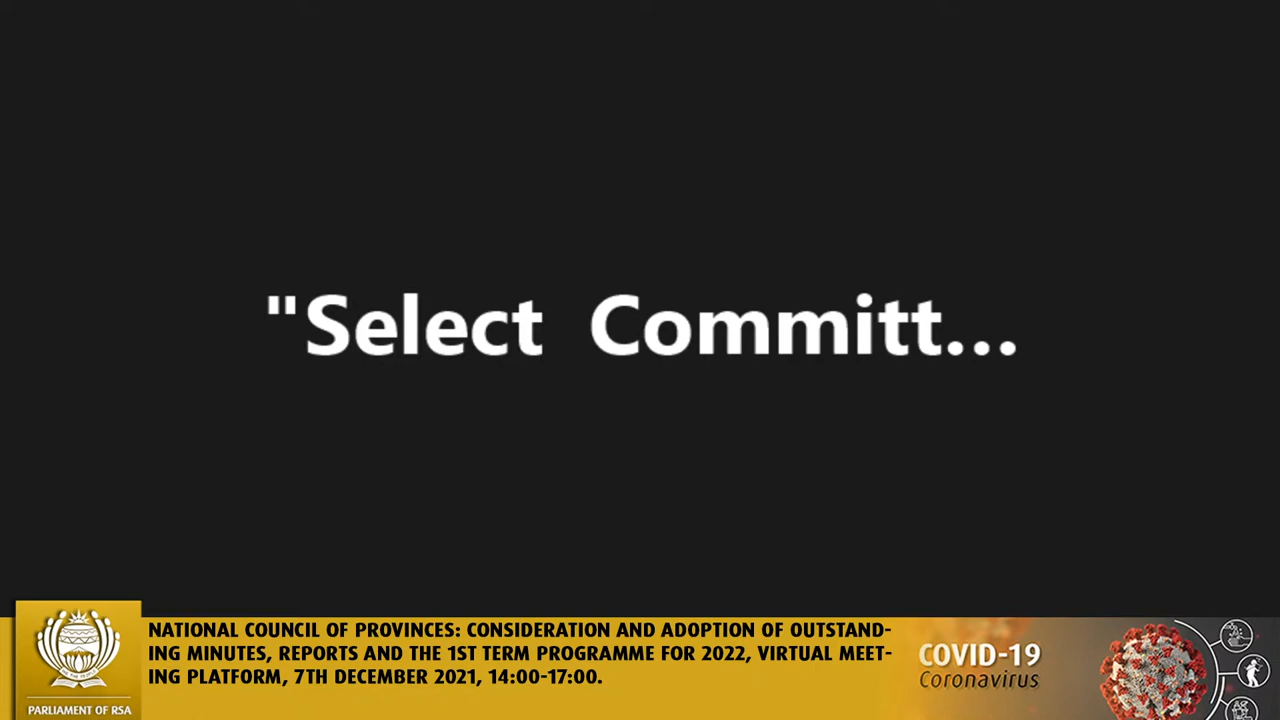 "Select Committ...
NATIONAL COUNCIL OF PROVINCES: CONSIDERATION AND ADOPTION OF OUTSTAND-
ING MINUTES, REPORTS AND THE 1ST TERM PROGRAMME FOR 2022, VIRTUAL MEET-
ING PLATFORM, 7TH DECEMBER 2021, 14:00-17:00.
COVID-19
Coronavirus
PARLIAMENT OF RSA